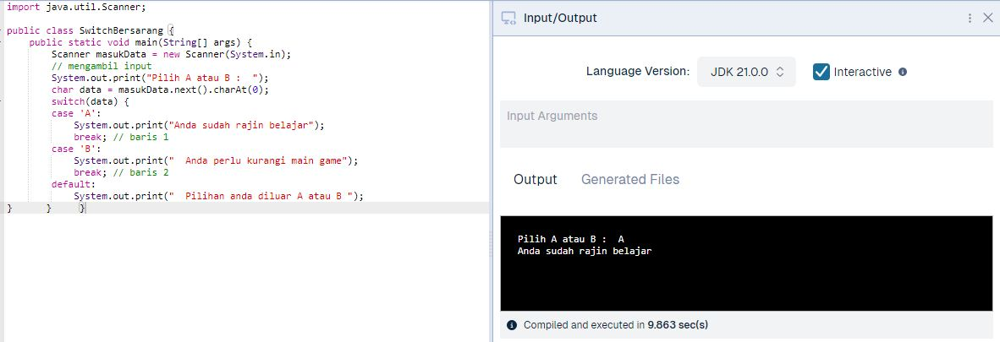 import java.util.Scanner;
public class SwitchBersarang {
public static void main(String[] args) {
Scanner masukData = new Scanner(System.in);
// mengambil input
System.out.print("Pilih A atau B :  ");
char data = masukData.next().charAt(0);
switch(data) {
case 'A':
System.out.print("Anda sudah rajin belajar");
break; // baris 1
case 'B':
System.out.print("  Anda perlu kurangi main game");
break; // baris 2
default:
System.out.print("  Pilihan anda diluar A atau B ");
}      }     }
Input/Output
Language Version: JDK 21.0.0 Interactive
Input Arguments
Output Generated Files
Pilih A atau B :  A
Anda sudah rajin belajar
Compiled and executed in 9.863 sec(s)